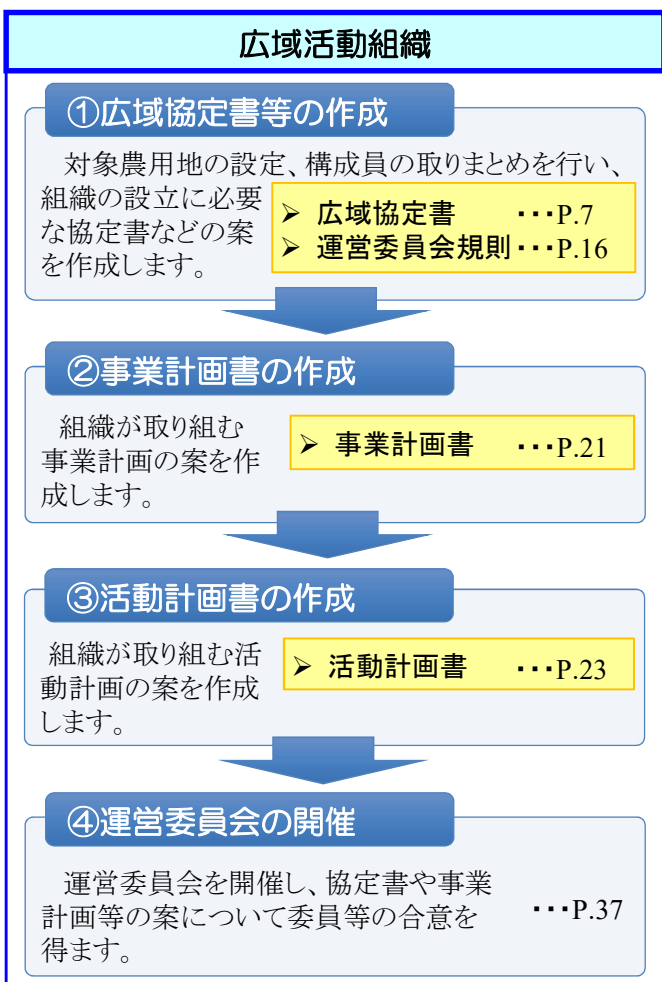 広域活動組織
①広域協定書等の作成
対象農用地の設定、構成員の取りまとめを行い、
組織の設立に必要
な協定書などの案
を作成します。
➢ 広域協定書 ・・・P.7
➢ 運営委員会規則・・・P.16
②事業計画書の作成
組織が取り組む
事業計画の案を作
成します。
➢ 事業計画書 ・・・P.21
③活動計画書の作成
組織が取り組む活
動計画の案を作成
します。
➢ 活動計画書 ・・・P.23
④運営委員会の開催
運営委員会を開催し、協定書や事業
計画等の案について委員等の合意を
得ます。
・・・P.37